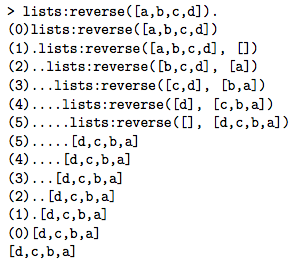 > lists:reverse([a,b,c,d]).
(0)lists:reverse([a,b,c,d])
(1).lists:reverse([a,b,c,d], [])
(2)..lists:reverse([b,c,d], [a])
(3)...lists:reverse([c,d], [b,a])
(4)....lists:reverse([d], [c,b,a])
(5).....lists:reverse([], [d,c,b,a])
(5).....[d,c,b,a]
(4)....[d,c,b,a]
(3)...[d,c,b,a]
(2)..[d,c,b,a]
(1).[d,c,b,a]
(0)[d,c,b,a]
[d,c,b,a]